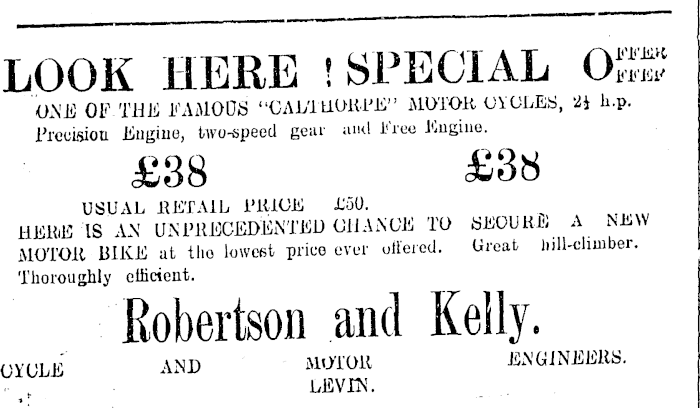 LOOK HERE ! SPECIAL OFFER
OFFER
ONE OF THE FAMOUS "CALTHORPE" MOTOR CYCLES, 2½ h.p.
Precision Engine, two-speed gear and Free Engine.
£38 £38
USUAL RETAIL PRICE £50.
HERE IS AN UNPRECEDENTED CHANCE TO SECURE A NEW
MOTOR BIKE at the lowest price ever offered. Great hill-climber.
Thoroughly efficient.
Robertson and Kelly.
CYCLE AND MOTOR ENGINEERS.
LEVIN.